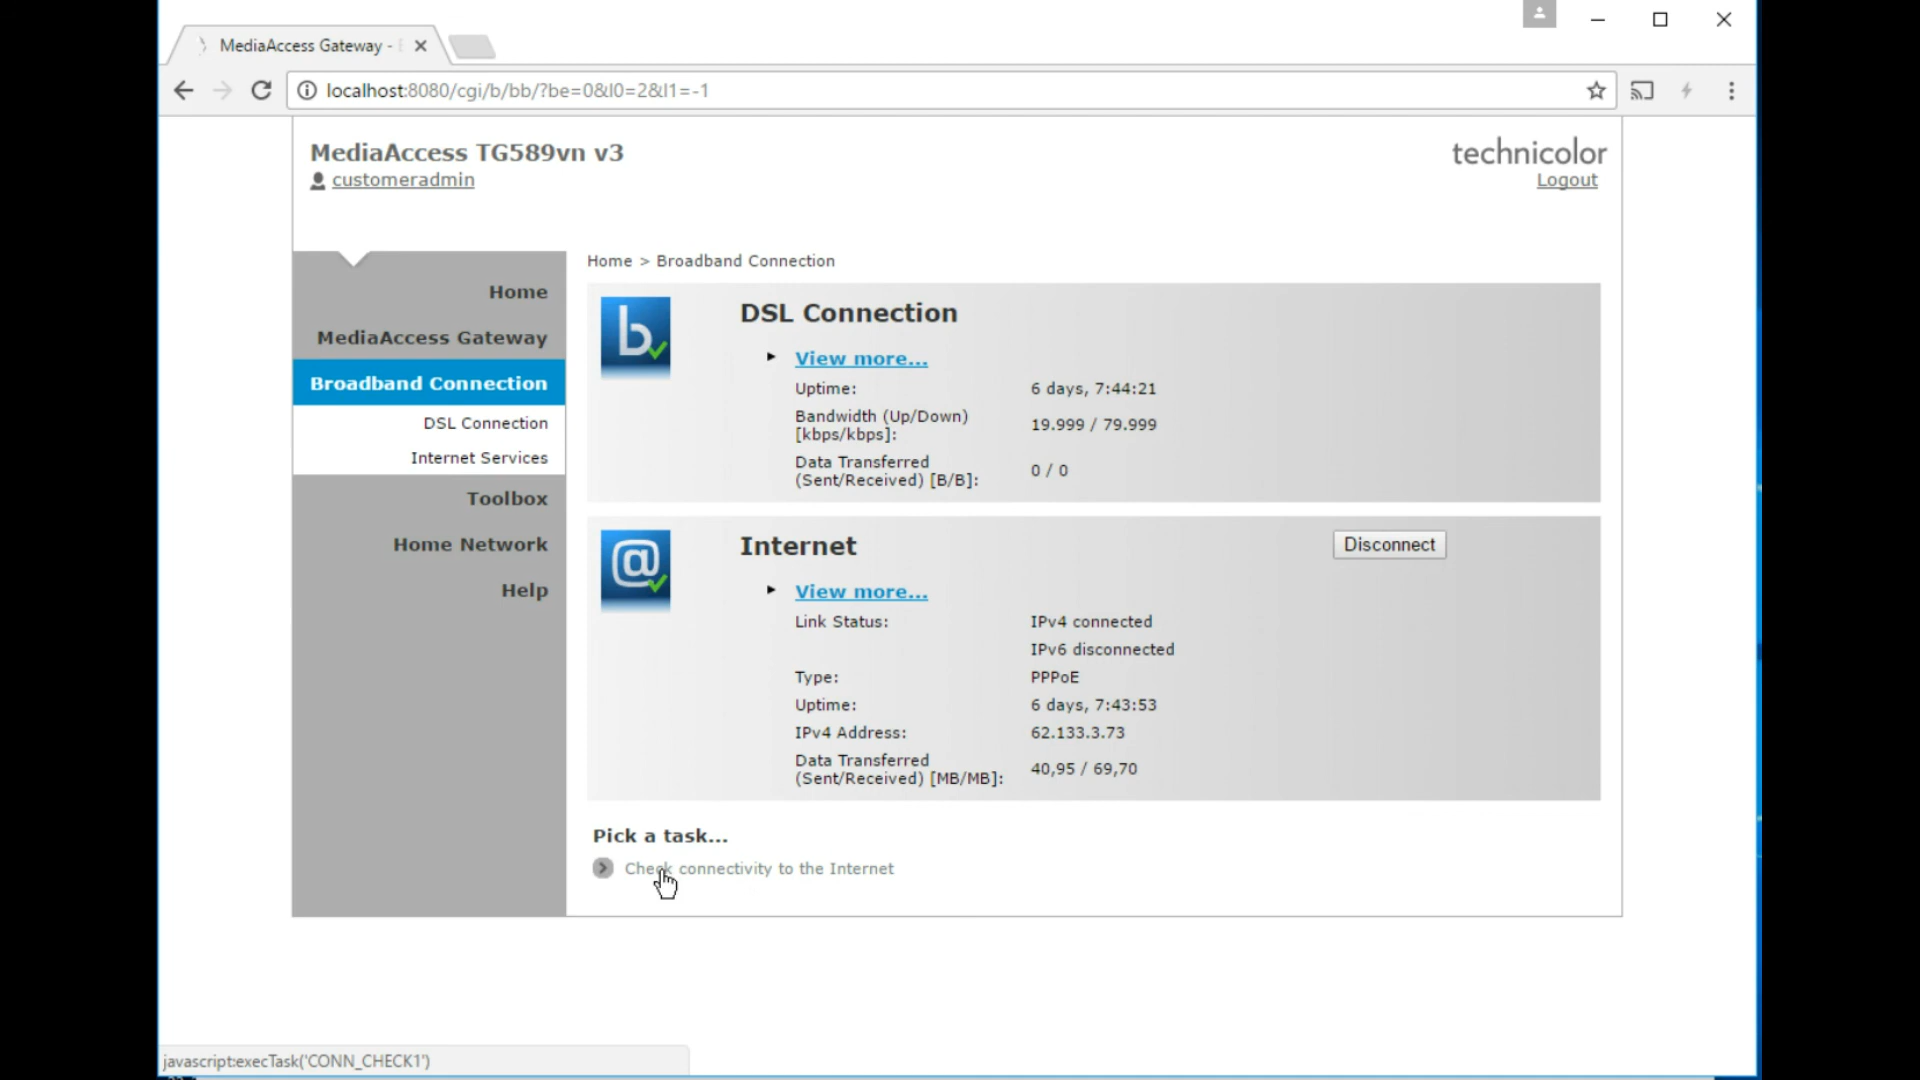 MediaAccess Gateway -
localhost:8080/cgi/b/bb/?be=0&l0=2&l1=-1
MediaAccess TG589vn v3
technicolor
customeradmin
Logout
Home
MediaAccess Gateway
Broadband Connection
DSL Connection
Internet Services
Toolbox
Home Network
Help
Home > Broadband Connection
b
DSL Connection
View more...
Uptime: 6 days, 7:44:21
Bandwidth (Up/Down)
[kbps/kbps]: 19.999 / 79.999
Data Transferred
(Sent/Received) [B/B]: 0 / 0
@
Internet
Disconnect
View more...
Link Status: IPv4 connected
IPv6 disconnected
Type: PPPoE
Uptime: 6 days, 7:43:53
IPv4 Address: 62.133.3.73
Data Transferred
(Sent/Received) [MB/MB]: 40,95 / 69,70
Pick a task...
Check connectivity to the Internet
javascript:execTask('CONN_CHECK1')